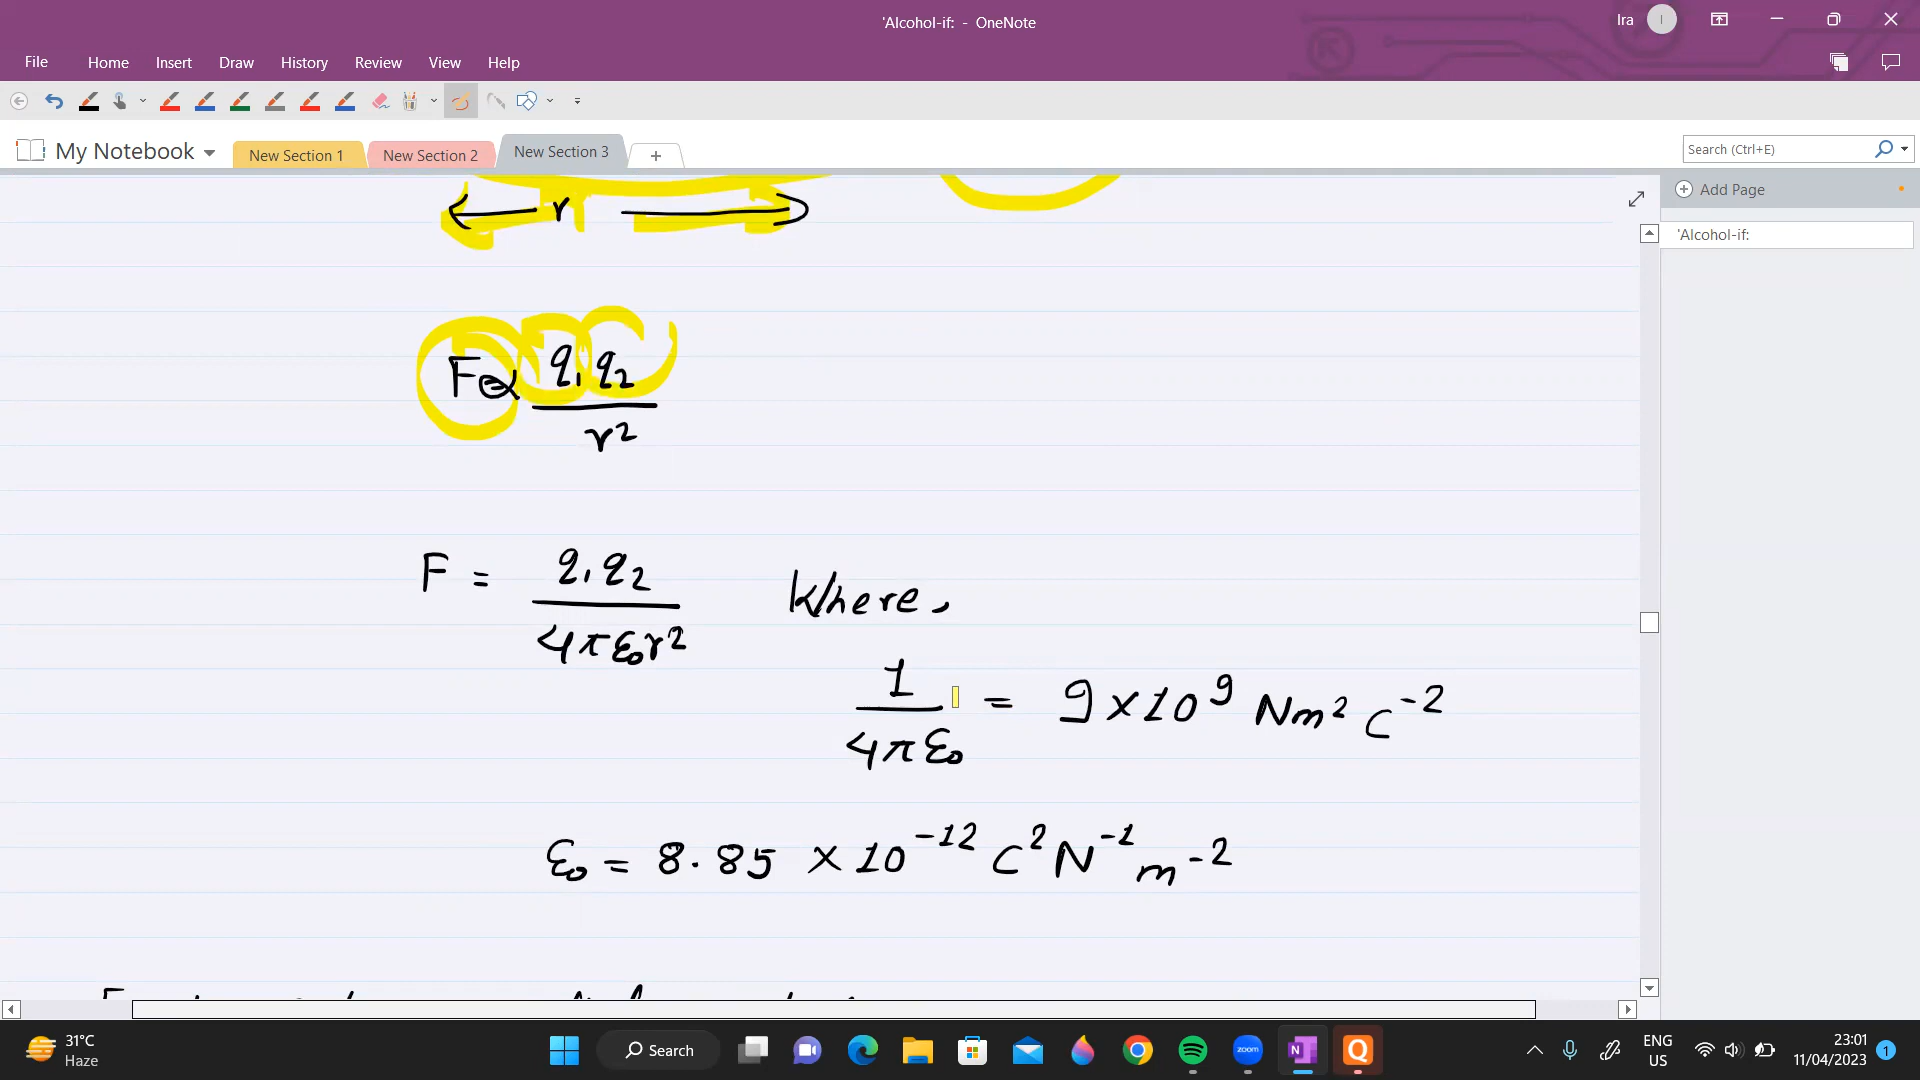 'Alcohol-if: - OneNote
Ira I
File Home Insert Draw History Review View Help
My Notebook New Section 1 New Section 2 New Section 3 + Search (Ctrl+E)
Add Page
'Alcohol-if:
r
F ∝ q₁q₂
r²
F = q₁q₂ Where,
4πε₀r²
1 = 9×10⁹ Nm² C⁻²
4πε₀
ε₀ = 8.85 ×10⁻¹² C² N⁻¹ m⁻²
31°C
Haze
Search
zoom
N
Q
ENG
US
23:01
11/04/2023
1